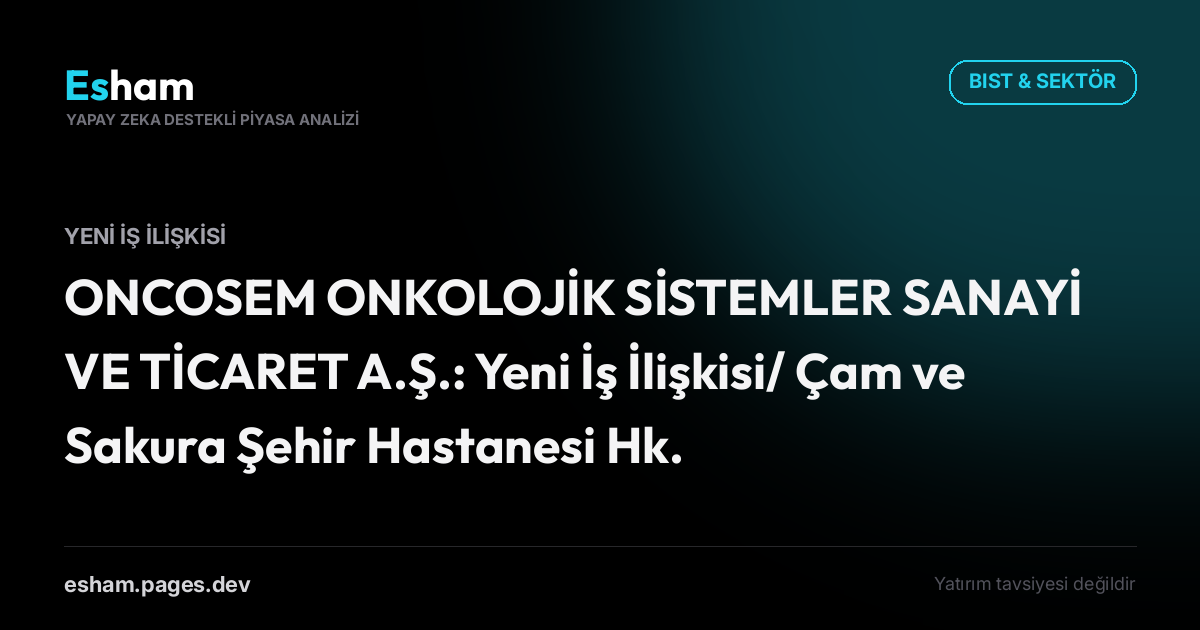 Esham
YAPAY ZEKA DESTEKLİ PİYASA ANALİZİ
BIST & SEKTÖR
YENİ İŞ İLİŞKİSİ
ONCOSEM ONKOLOJİK SİSTEMLER SANAYİ
VE TİCARET A.Ş.: Yeni İş İlişkisi/ Çam ve
Sakura Şehir Hastanesi Hk.
esham.pages.dev
Yatırım tavsiyesi değildir